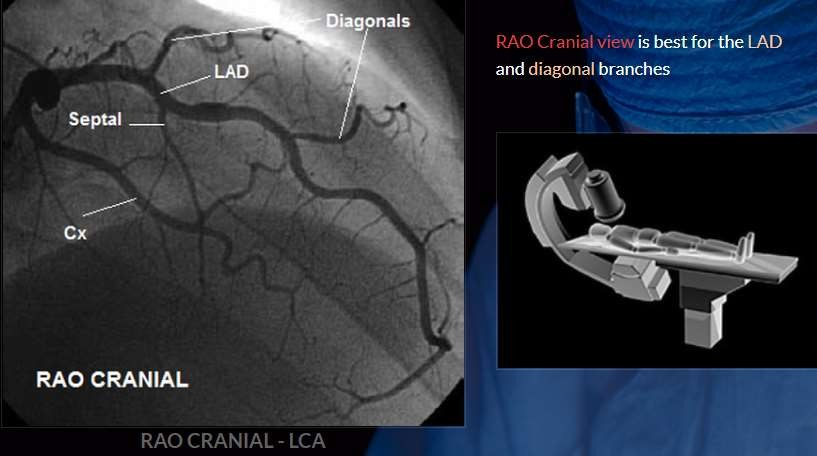 Diagonals
LAD
Septal
Cx
RAO CRANIAL
RAO CRANIAL - LCA
RAO Cranial view is best for the LAD
and diagonal branches